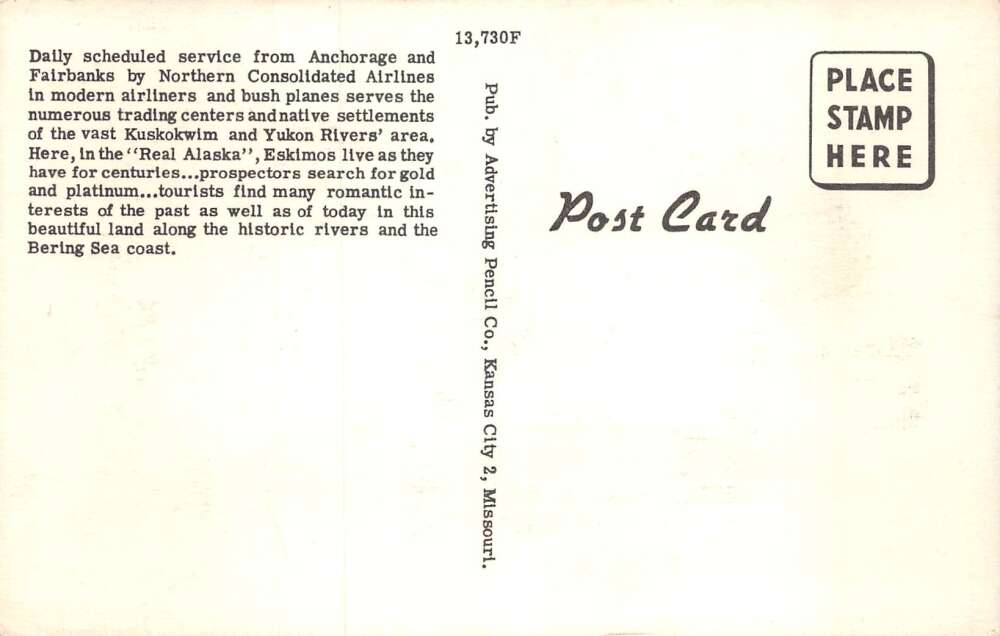 13,730F
Daily scheduled service from Anchorage and
Fairbanks by Northern Consolidated Airlines
in modern airliners and bush planes serves the
numerous trading centers and native settlements
of the vast Kuskokwim and Yukon Rivers' area.
Here, in the "Real Alaska", Eskimos live as they
have for centuries...prospectors search for gold
and platinum...tourists find many romantic in-
terests of the past as well as of today in this
beautiful land along the historic rivers and the
Bering Sea coast.
Pub. by Advertising Pencil Co., Kansas City 2, Missouri.
Post Card
PLACE
STAMP
HERE